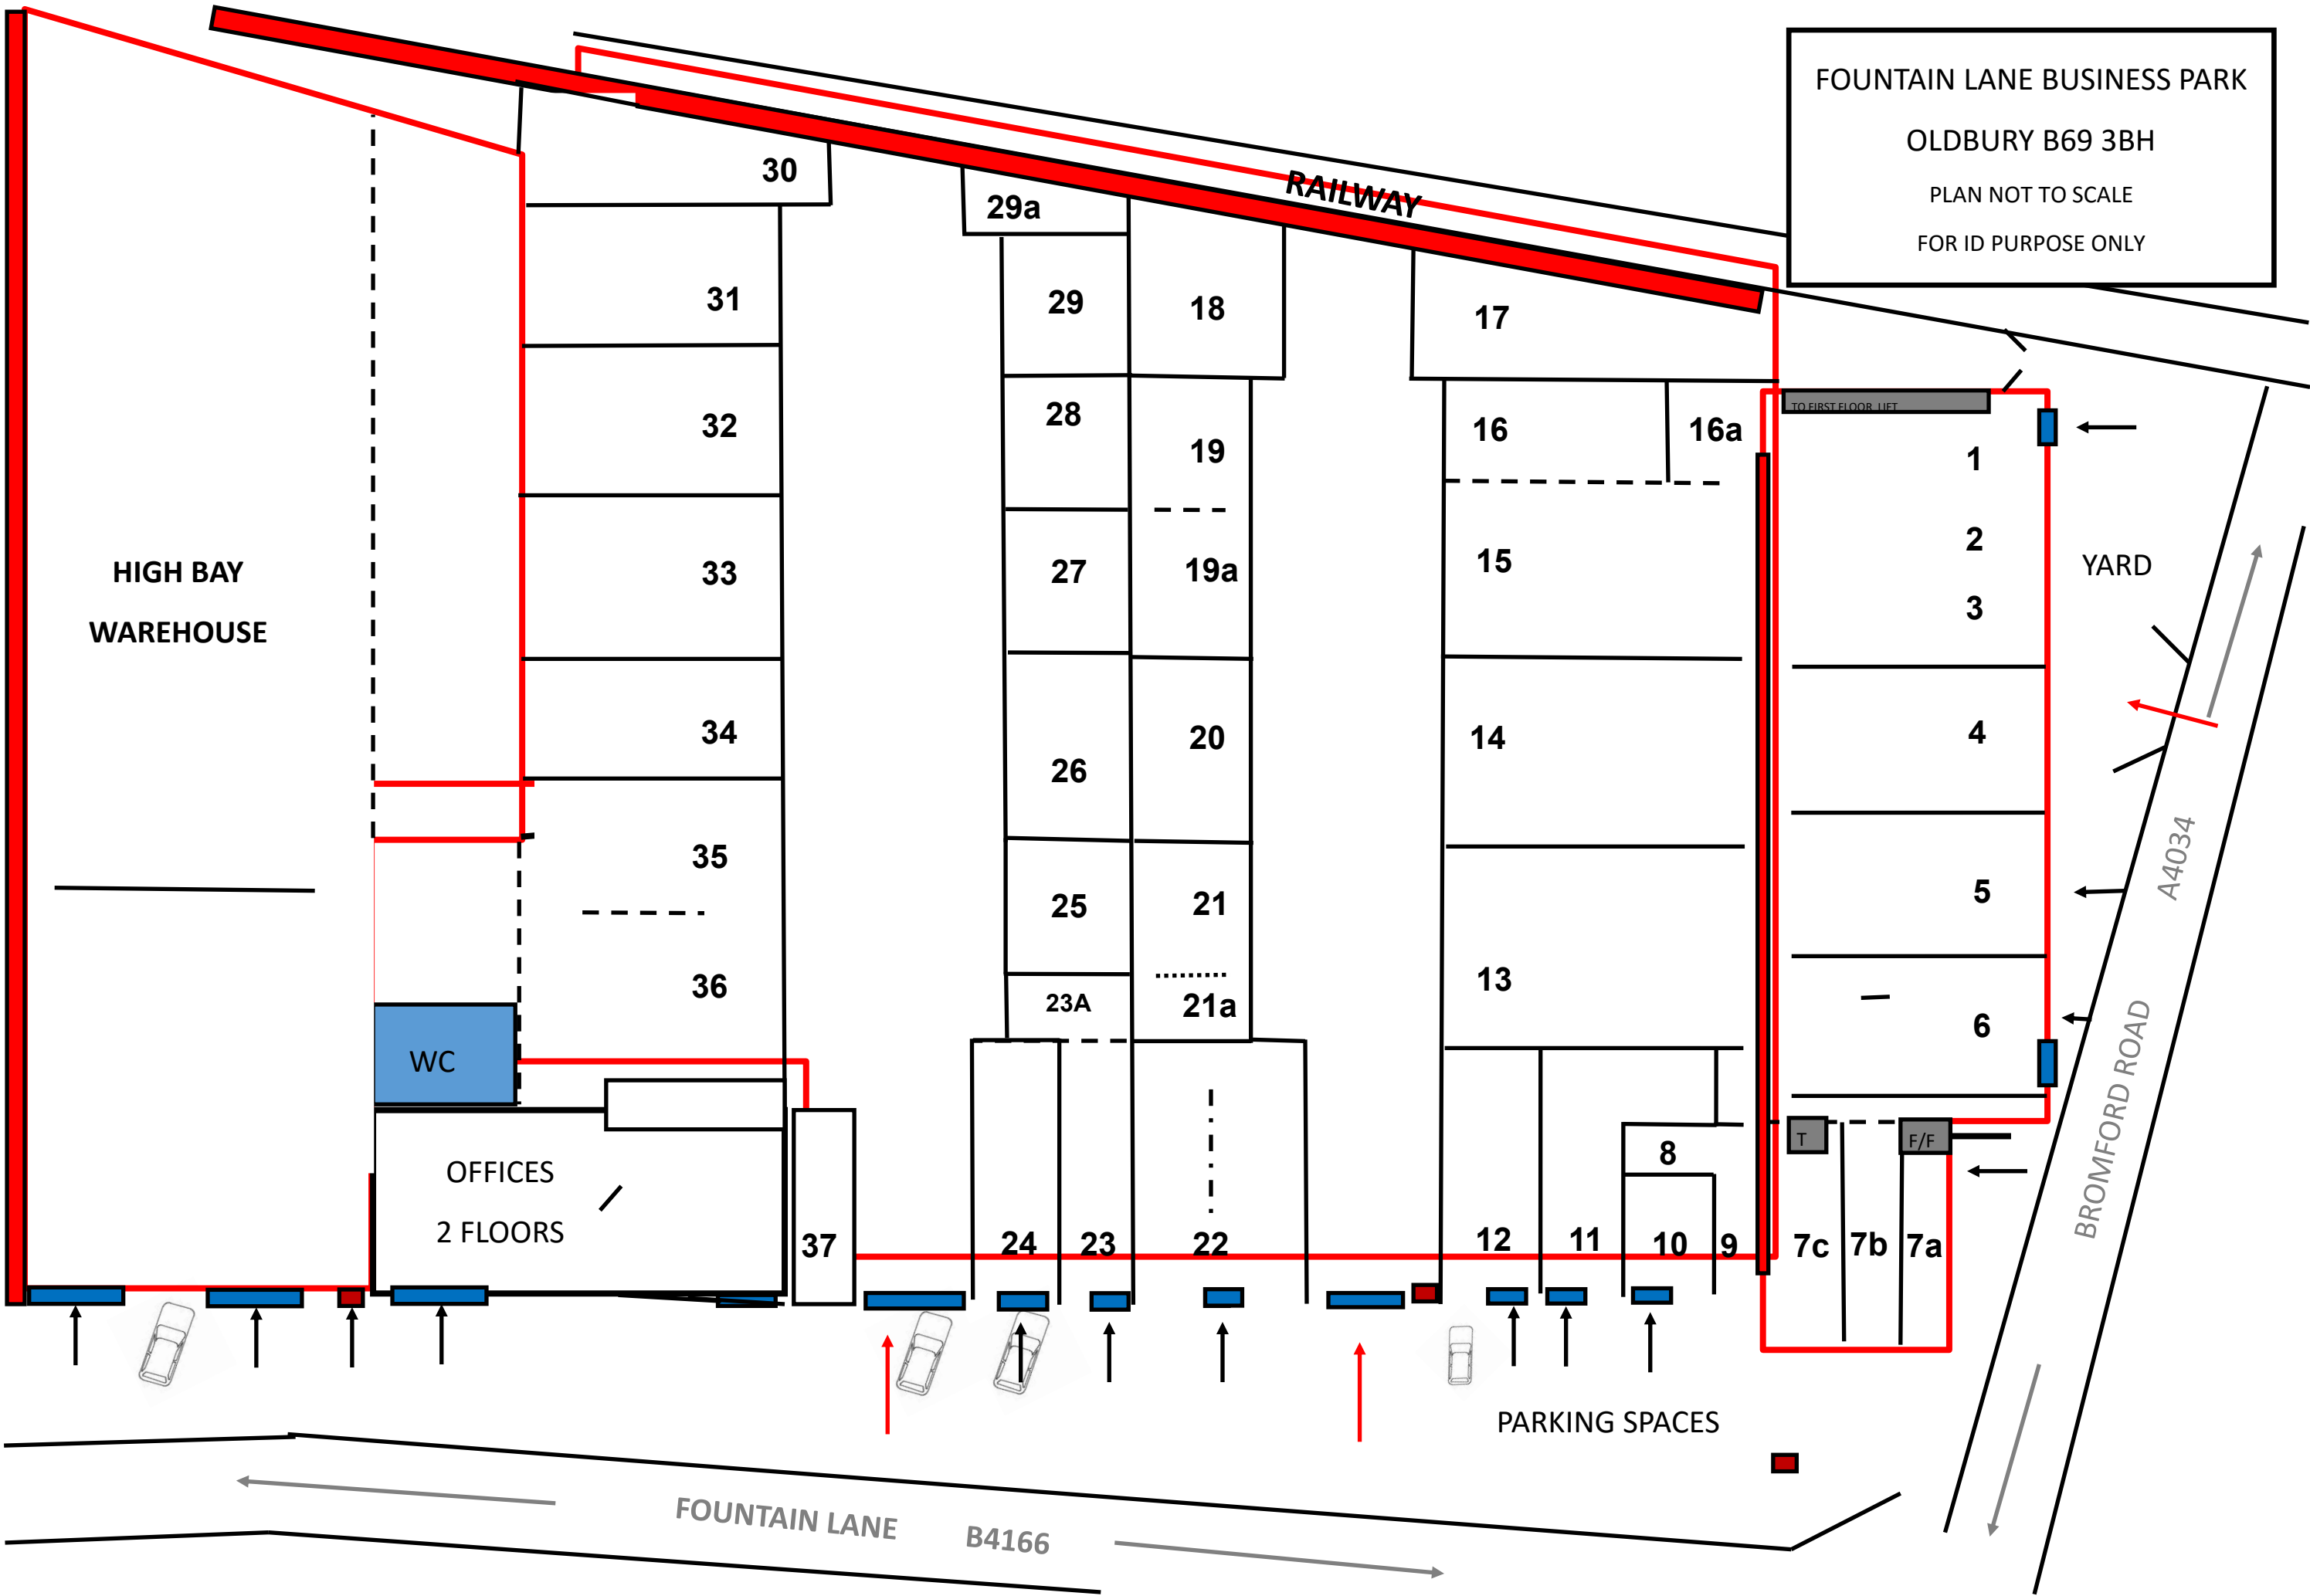 FOUNTAIN LANE BUSINESS PARK
OLDBURY B69 3BH
PLAN NOT TO SCALE
FOR ID PURPOSE ONLY
RAILWAY
30
29a
31
29
18
17
32
28
19
16
16a
TO FIRST FLOOR LIFT
1
2
3
YARD
HIGH BAY
WAREHOUSE
33
27
19a
15
34
26
20
14
4
35
25
21
5
A4034
36
23A
21a
13
6
BROMFORD ROAD
WC
OFFICES
2 FLOORS
37
24
23
22
12
11
8
10
9
T
F/F
7c
7b
7a
PARKING SPACES
FOUNTAIN LANE B4166